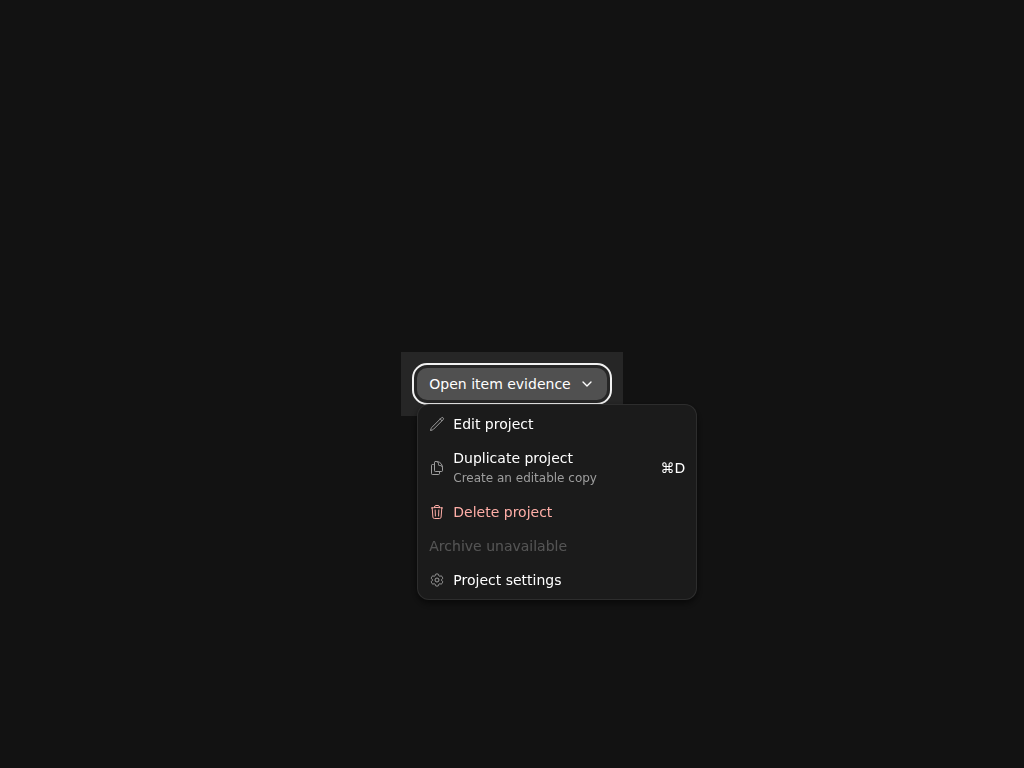 Open item evidence
Edit project
Duplicate project
Create an editable copy
⌘D
Delete project
Archive unavailable
Project settings